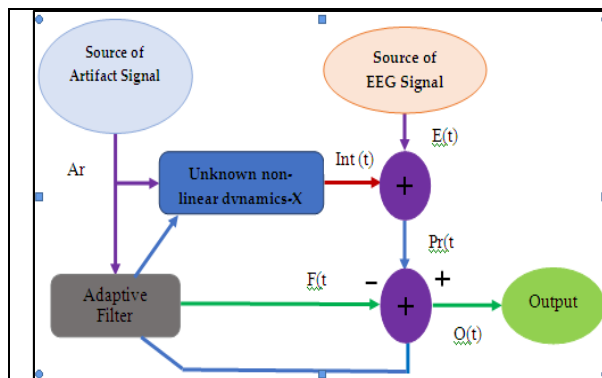 Source of
Artifact Signal
Source of
EEG Signal
E(t)
Ar
Unknown non-
linear dynamics-X
Int (t)
+
Pr(t
Adaptive
Filter
F(t
−
+
+
Output
O(t)